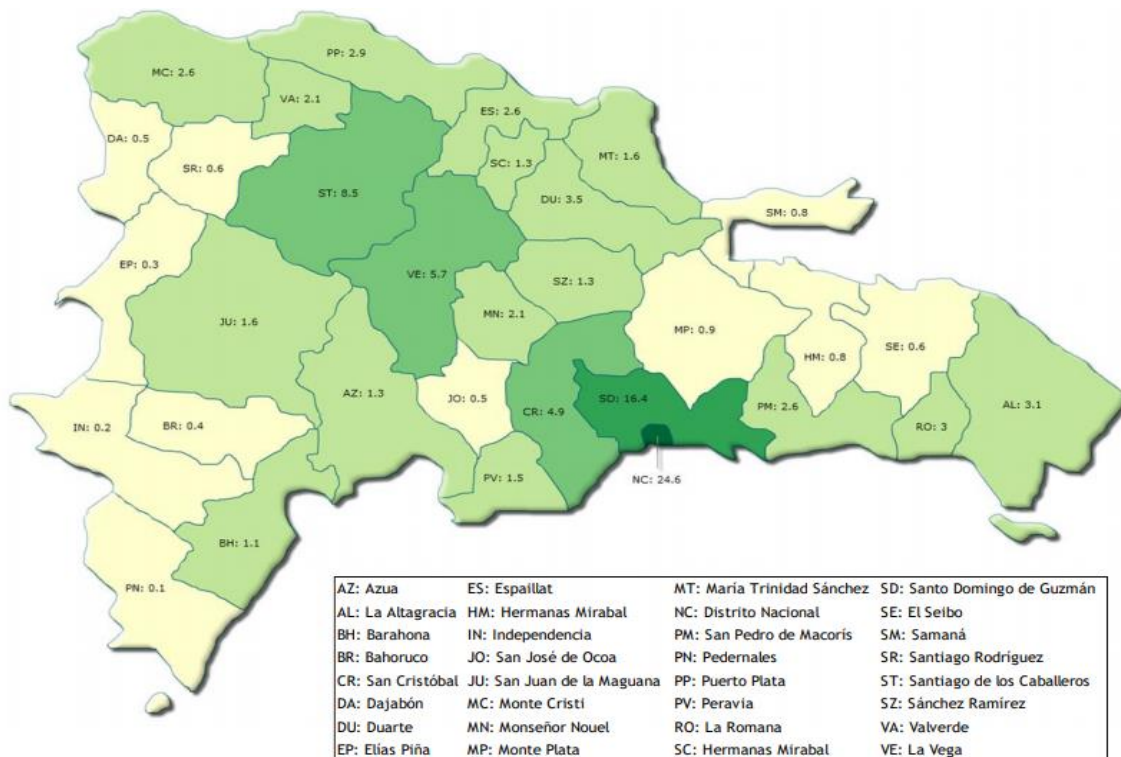 PP: 2.9
MC: 2.6
VA: 2.1
ES: 2.6
DA: 0.5
SR: 0.6
SC: 1.3
MT: 1.6
ST: 8.5
DU: 3.5
SM: 0.8
EP: 0.3
VE: 5.7
SZ: 1.3
JU: 1.6
MN: 2.1
MP: 0.9
HM: 0.8
SE: 0.6
AZ: 1.3
JO: 0.5
SD: 16.4
CR: 4.9
PM: 2.6
RO: 3
AL: 3.1
IN: 0.2
BR: 0.4
PV: 1.5
NC: 24.6
BH: 1.1
PN: 0.1
AZ: Azua ES: Espaillat MT: María Trinidad Sánchez SD: Santo Domingo de Guzmán
AL: La Altagracia HM: Hermanas Mirabal NC: Distrito Nacional SE: El Seibo
BH: Barahona IN: Independencia PM: San Pedro de Macorís SM: Samaná
BR: Bahoruco JO: San José de Ocoa PN: Pedernales SR: Santiago Rodríguez
CR: San Cristóbal JU: San Juan de la Maguana PP: Puerto Plata ST: Santiago de los Caballeros
DA: Dajabón MC: Monte Cristi PV: Peravia SZ: Sánchez Ramírez
DU: Duarte MN: Monseñor Nouel RO: La Romana VA: Valverde
EP: Elías Piña MP: Monte Plata SC: Hermanas Mirabal VE: La Vega